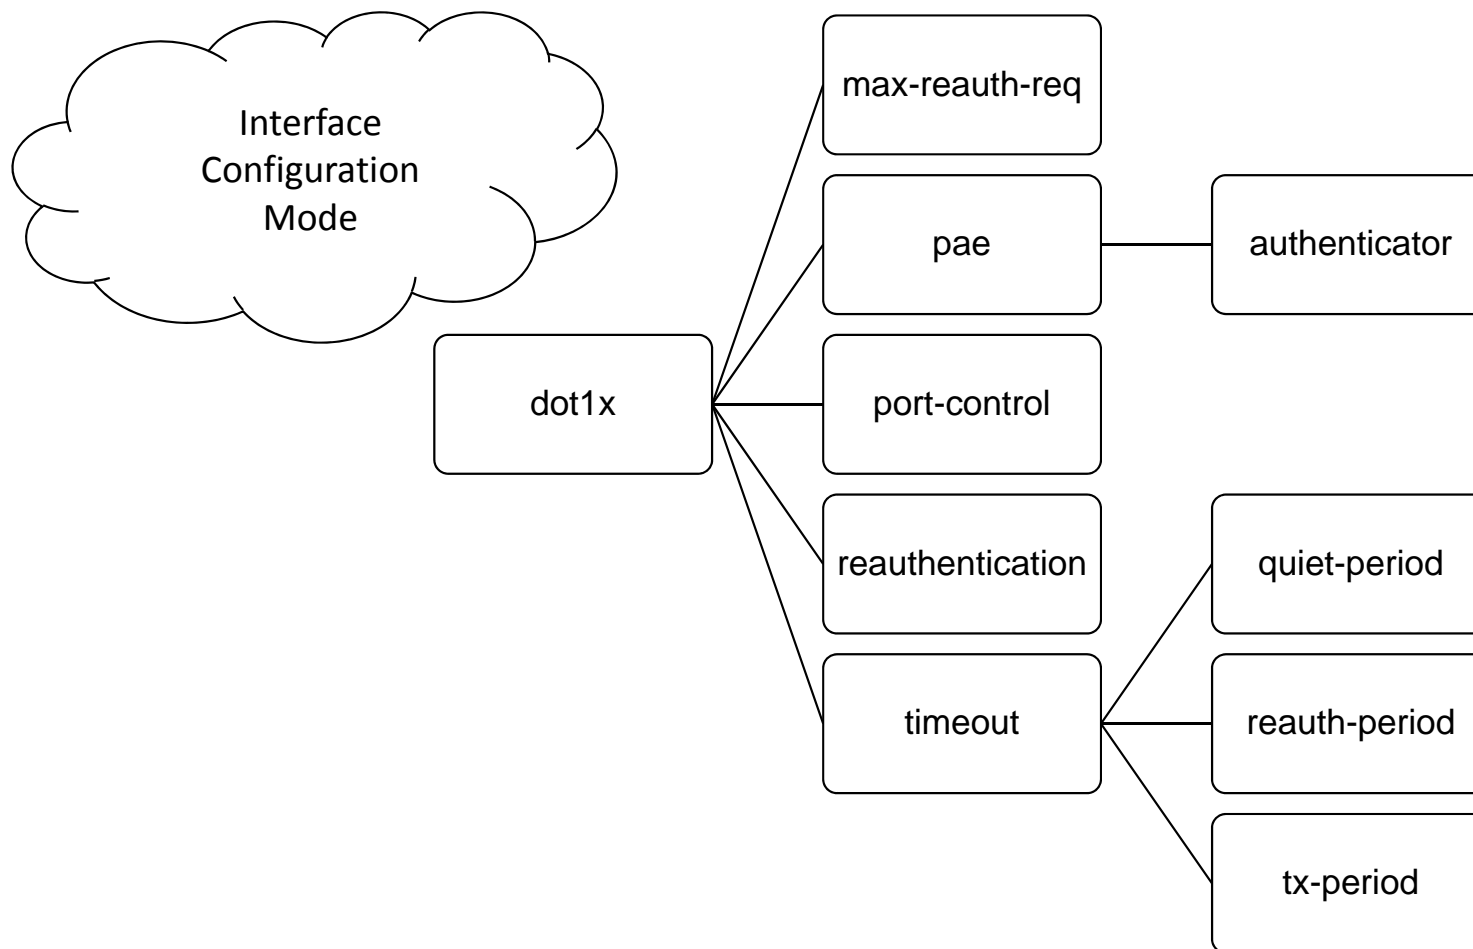 Interface
Configuration
Mode
dot1x
max-reauth-req
pae
authenticator
port-control
reauthentication
timeout
quiet-period
reauth-period
tx-period